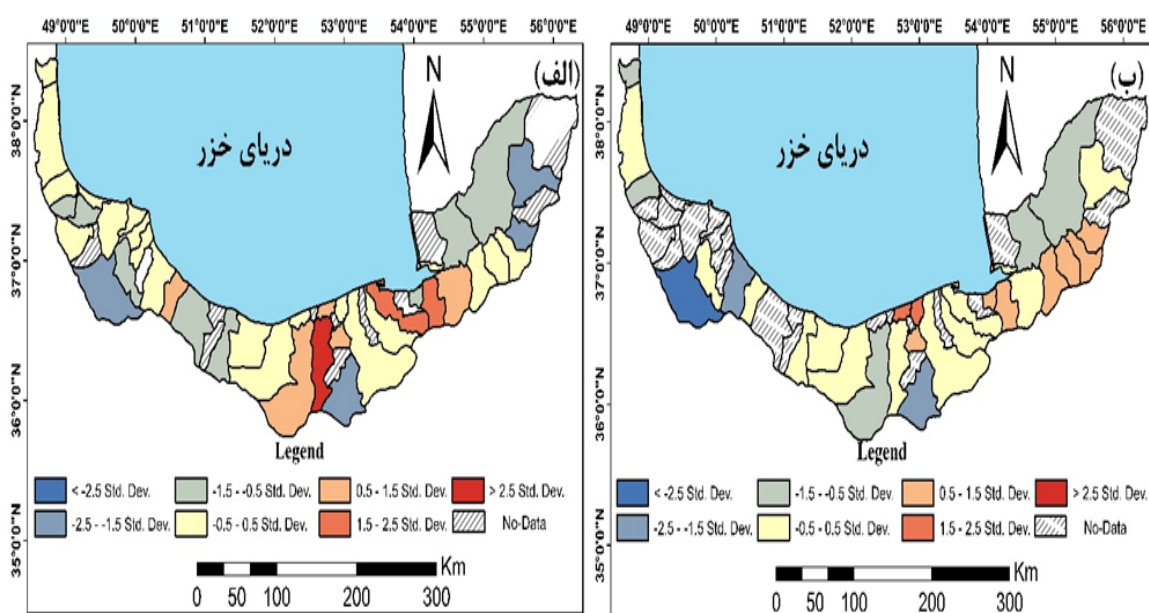 49°0'0"E 50°0'0"E 51°0'0"E 52°0'0"E 53°0'0"E 54°0'0"E 55°0'0"E 56°0'0"E
(الف)
N
38°0'0"N
دریای خزر
37°0'0"N
36°0'0"N
35°0'0"N
Legend
< -2.5 Std. Dev. -1.5 - -0.5 Std. Dev. 0.5 - 1.5 Std. Dev. > 2.5 Std. Dev.
-2.5 - -1.5 Std. Dev. -0.5 - 0.5 Std. Dev. 1.5 - 2.5 Std. Dev. No-Data
Km
0 50 100 200 300
49°0'0"E 50°0'0"E 51°0'0"E 52°0'0"E 53°0'0"E 54°0'0"E 55°0'0"E 56°0'0"E
(ب)
N
38°0'0"N
دریای خزر
37°0'0"N
36°0'0"N
35°0'0"N
Legend
< -2.5 Std. Dev. -1.5 - -0.5 Std. Dev. 0.5 - 1.5 Std. Dev. > 2.5 Std. Dev.
-2.5 - -1.5 Std. Dev. -0.5 - 0.5 Std. Dev. 1.5 - 2.5 Std. Dev. No-Data
Km
0 50 100 200 300